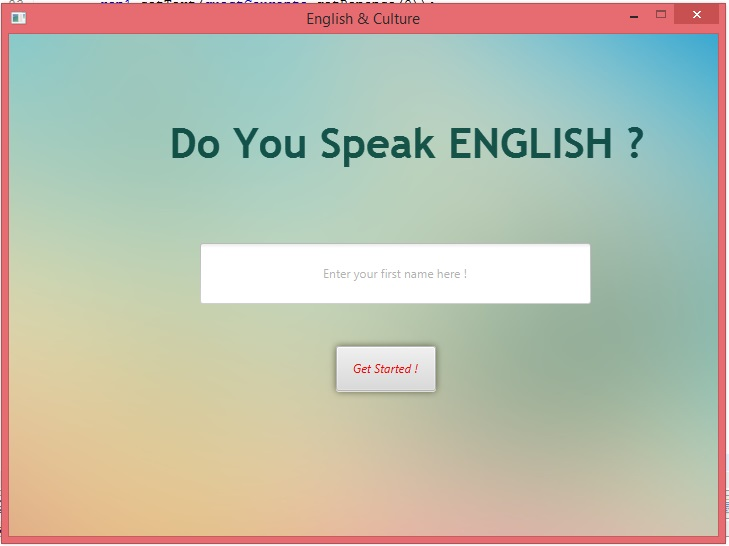 English & Culture
Do You Speak ENGLISH ?
Enter your first name here !
Get Started !